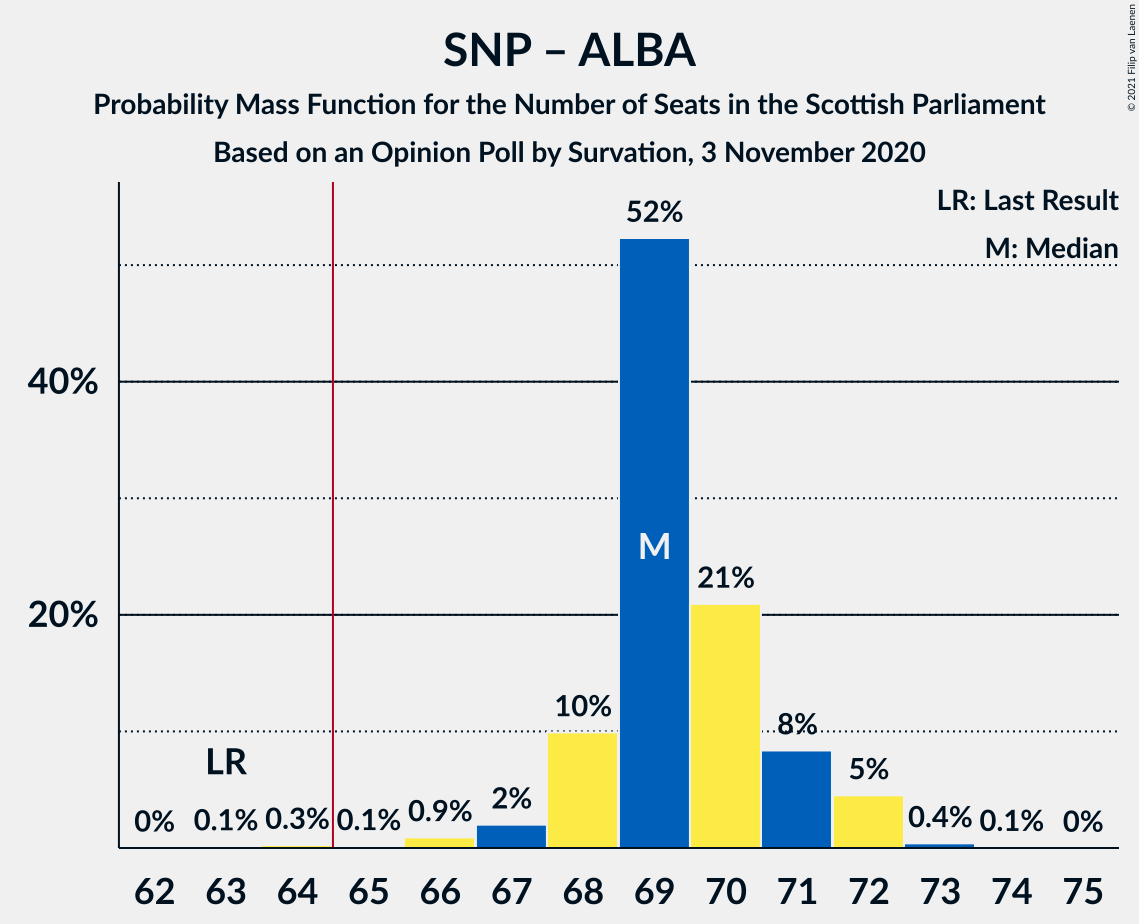 SNP – ALBA
Probability Mass Function for the Number of Seats in the Scottish Parliament
Based on an Opinion Poll by Survation, 3 November 2020
© 2021 Filip van Laenen
LR: Last Result
M: Median
52%
40%
M
21%
20%
10%
8%
LR
5%
2%
0% 0.1% 0.3% 0.1% 0.9% 0.4% 0.1% 0%
62 63 64 65 66 67 68 69 70 71 72 73 74 75